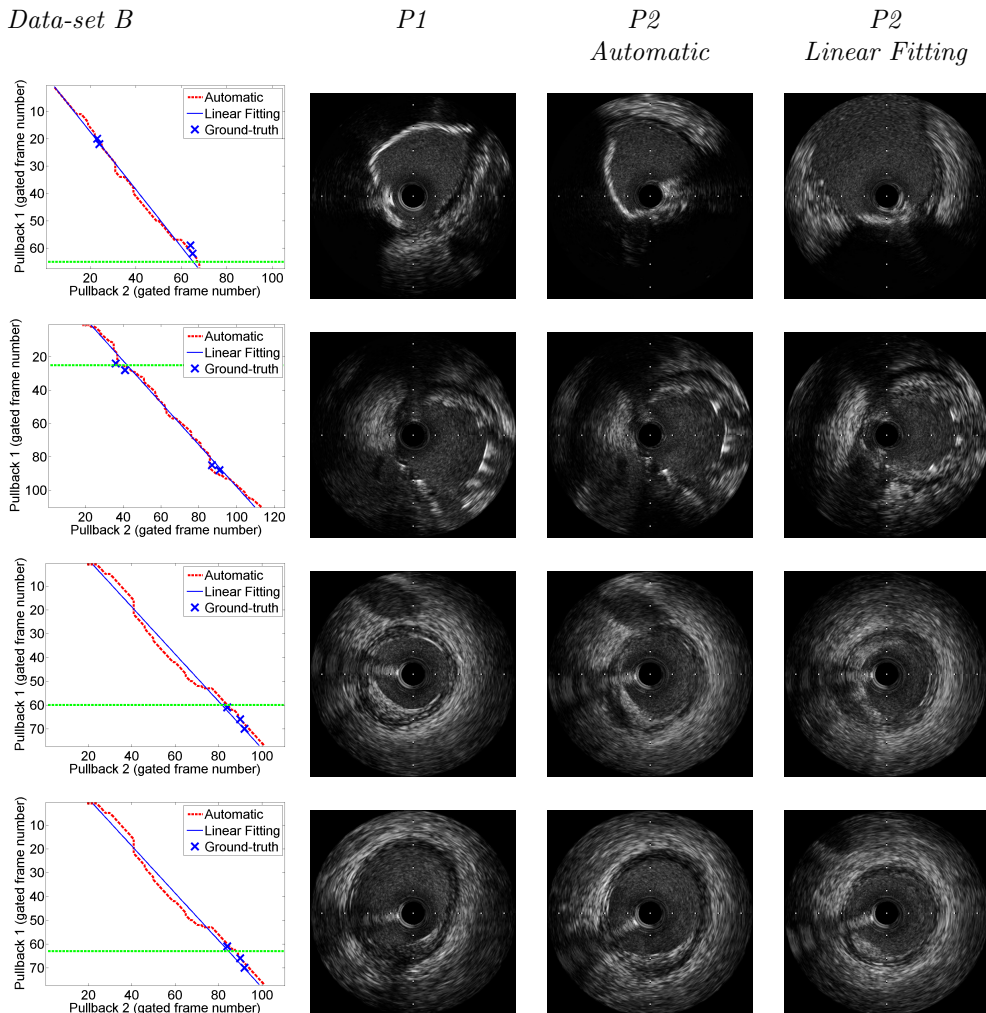 Data-set B P1 P2 P2
Automatic Linear Fitting
Pullback 1 (gated frame number)
10
20
30
40
50
60
Automatic
Linear Fitting
Ground-truth
20 40 60 80 100
Pullback 2 (gated frame number)
Pullback 1 (gated frame number)
20
40
60
80
100
Automatic
Linear Fitting
Ground-truth
20 40 60 80 100 120
Pullback 2 (gated frame number)
Pullback 1 (gated frame number)
10
20
30
40
50
60
70
Automatic
Linear Fitting
Ground-truth
20 40 60 80 100
Pullback 2 (gated frame number)
Pullback 1 (gated frame number)
10
20
30
40
50
60
70
Automatic
Linear Fitting
Ground-truth
20 40 60 80 100
Pullback 2 (gated frame number)